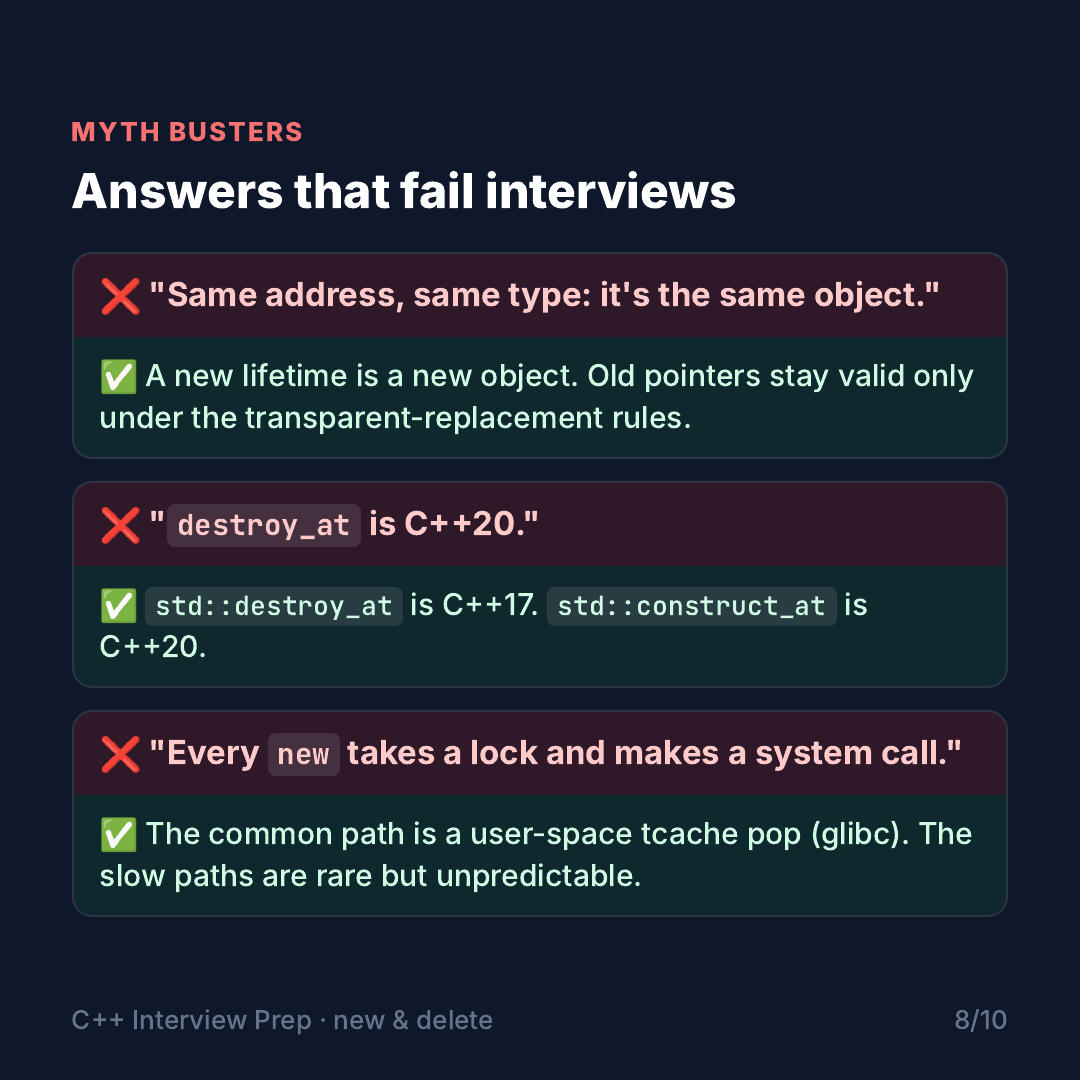 MYTH BUSTERS
Answers that fail interviews
❌ "Same address, same type: it's the same object."
✅ A new lifetime is a new object. Old pointers stay valid only
under the transparent-replacement rules.
❌ "destroy_at is C++20."
✅ std::destroy_at is C++17. std::construct_at is
C++20.
❌ "Every new takes a lock and makes a system call."
✅ The common path is a user-space tcache pop (glibc). The
slow paths are rare but unpredictable.
C++ Interview Prep · new & delete
8/10